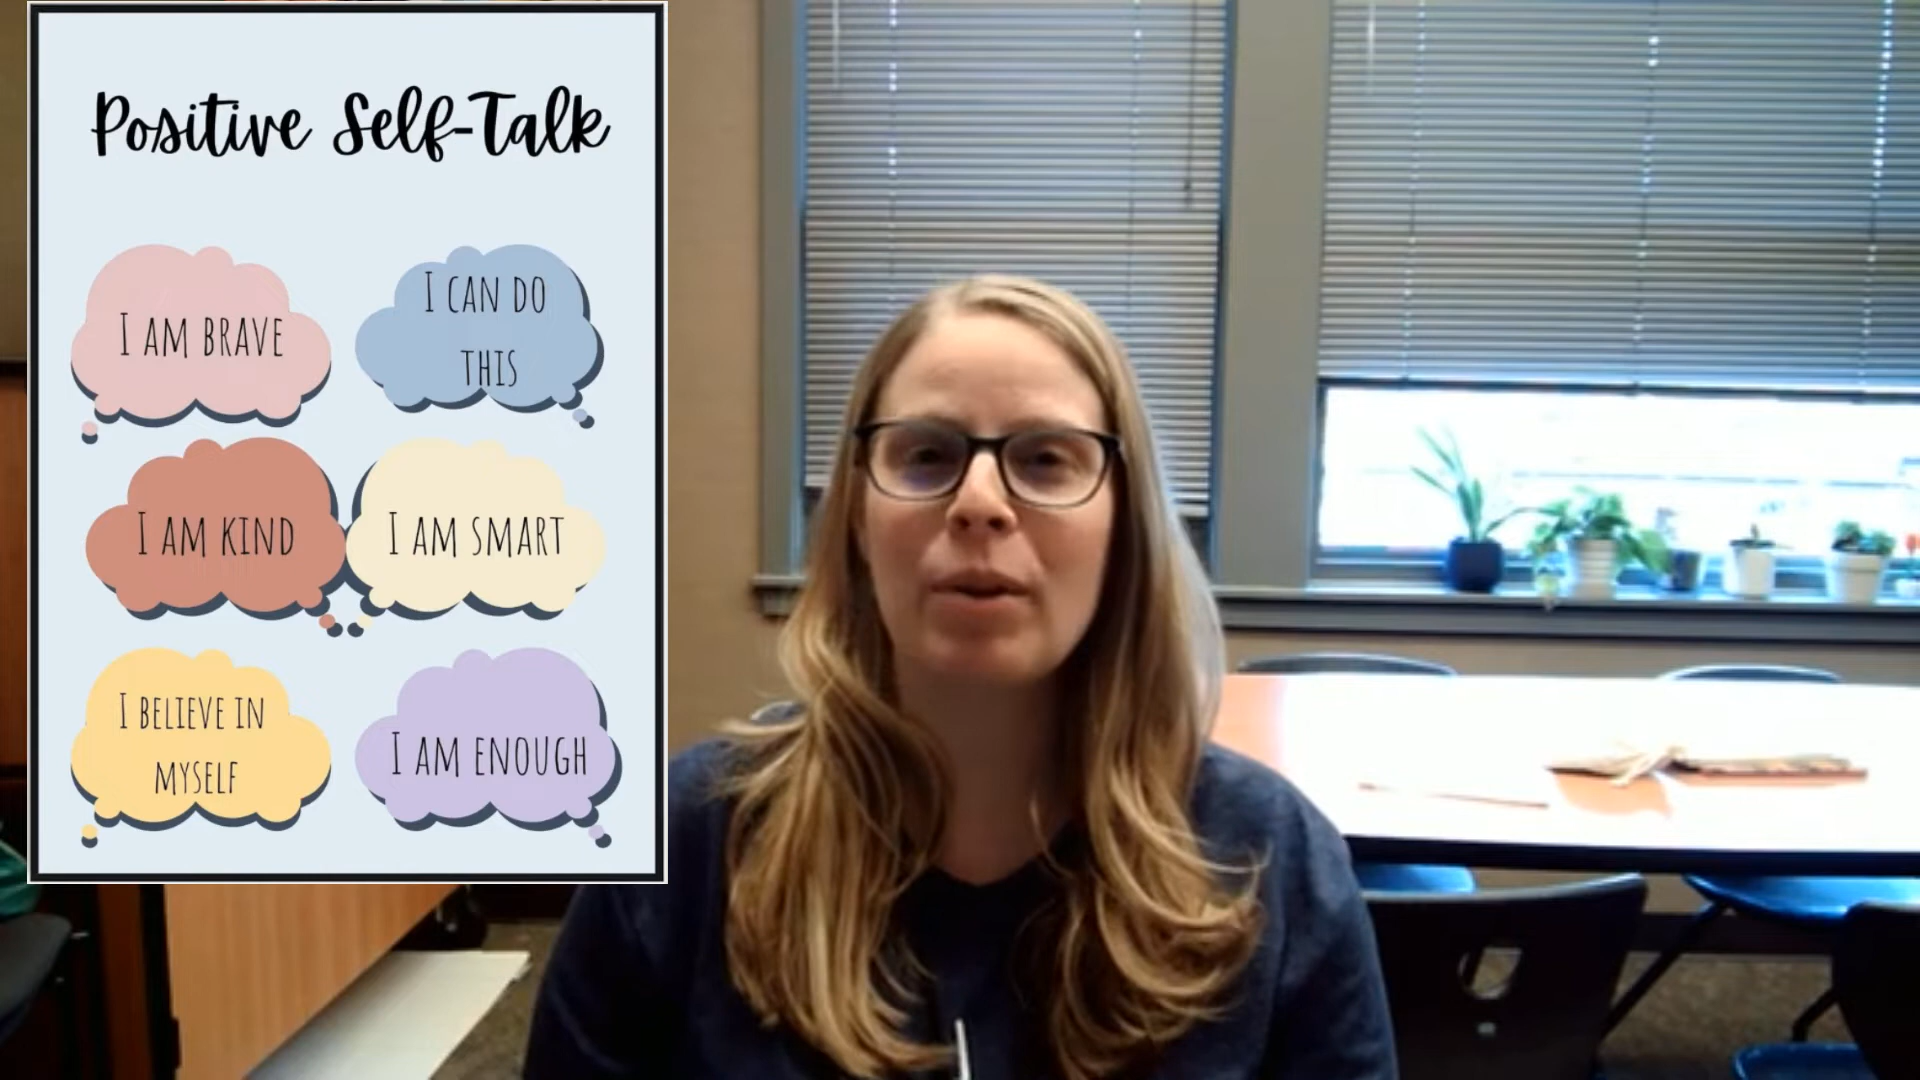 Positive Self-Talk
I AM BRAVE
I CAN DO
THIS
I AM KIND
I AM SMART
I BELIEVE IN
MYSELF
I AM ENOUGH